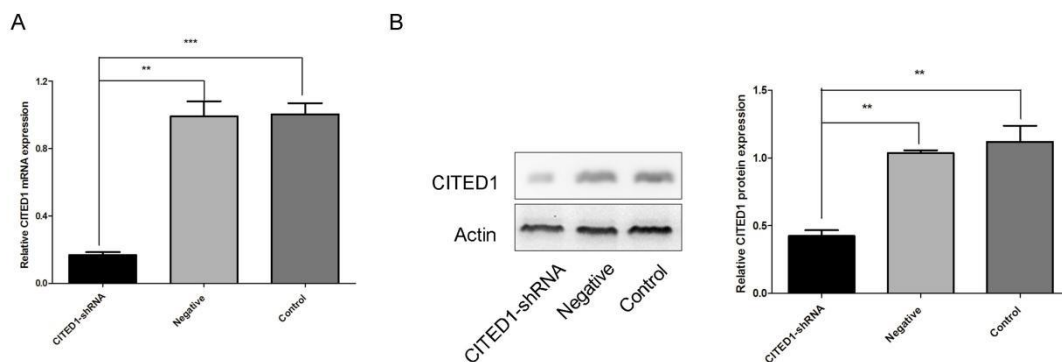 A
***
**
Relative CITED1 mRNA expression
1.2
0.8
0.4
0.0
CITED1-shRNA
Negative
Control
B
CITED1
Actin
CITED1-shRNA
Negative
Control
**
**
Relative CITED1 protein expression
1.5
1.0
0.5
0.0
CITED1-shRNA
Negative
Control